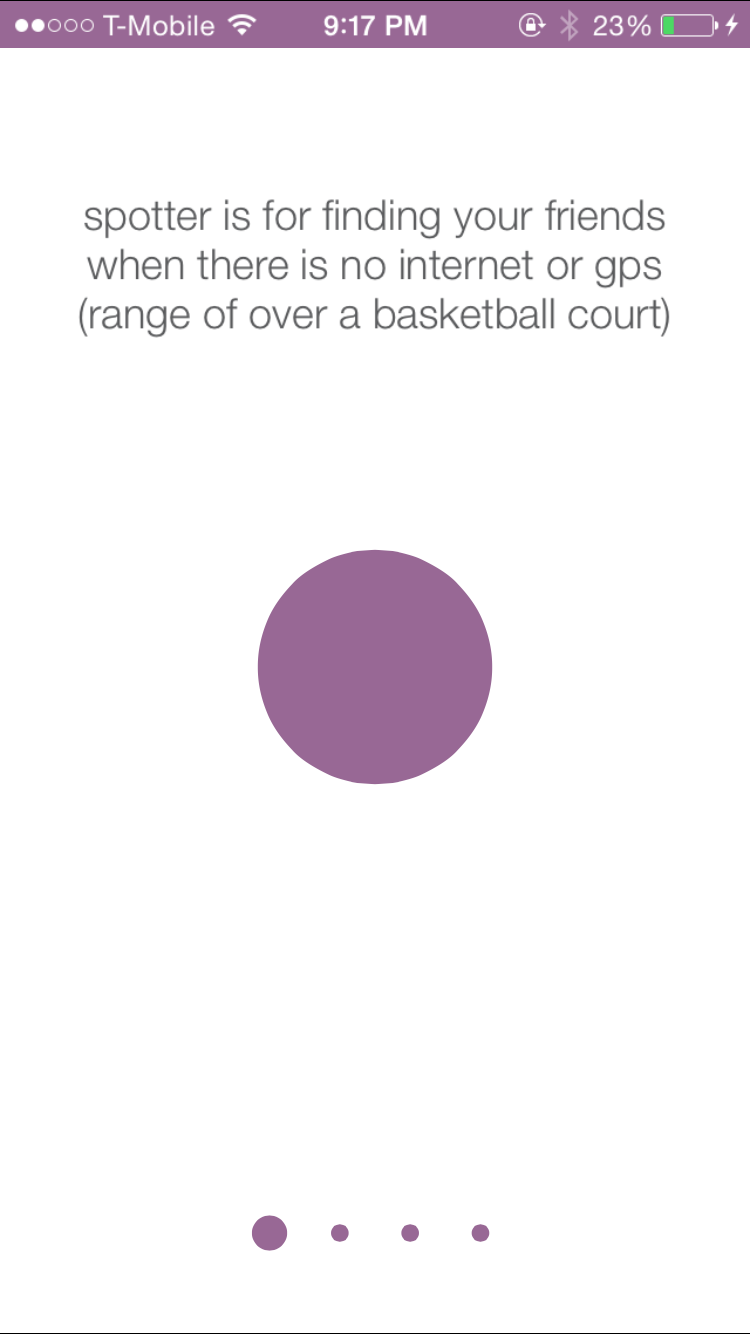 T-Mobile 9:17 PM 23%
spotter is for finding your friends
when there is no internet or gps
(range of over a basketball court)